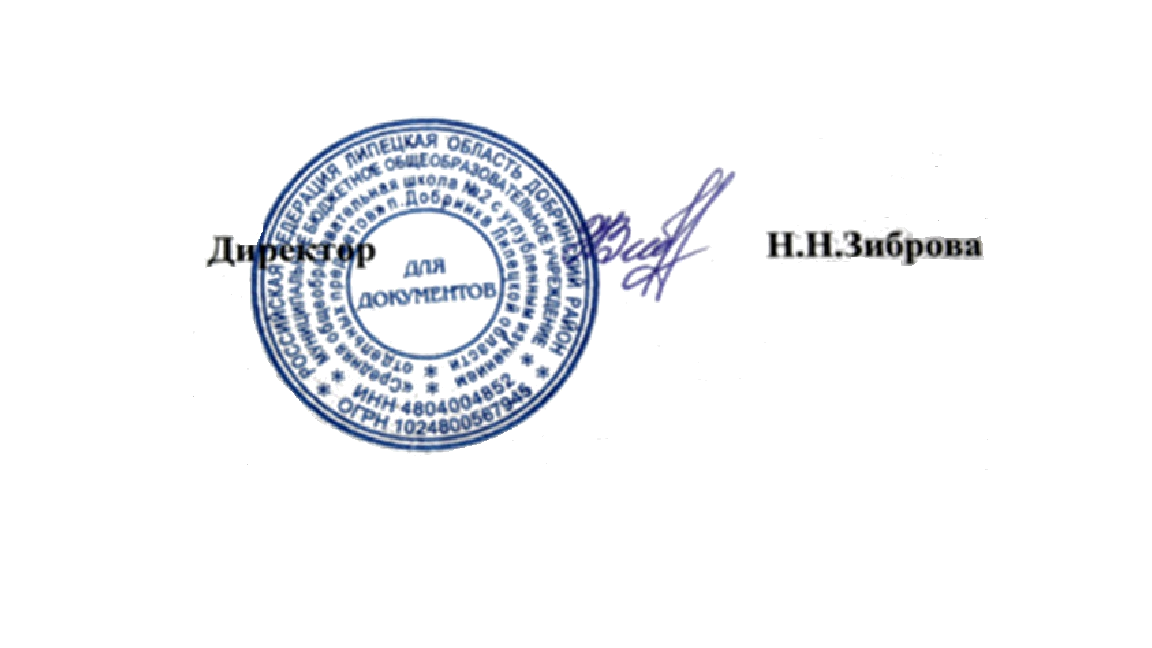 Директор
Н.Н.Зиброва
РОССИЙСКАЯ ФЕДЕРАЦИЯ ЛИПЕЦКАЯ ОБЛАСТЬ ДОБРИНСКИЙ РАЙОН
МУНИЦИПАЛЬНОЕ БЮДЖЕТНОЕ ОБЩЕОБРАЗОВАТЕЛЬНОЕ УЧРЕЖДЕНИЕ
«Средняя общеобразовательная школа №2 с углубленным изучением
отдельных предметов» п.Добринка Липецкой области
ИНН 4804004852
ОГРН 1024800567945
ДЛЯ
ДОКУМЕНТОВ